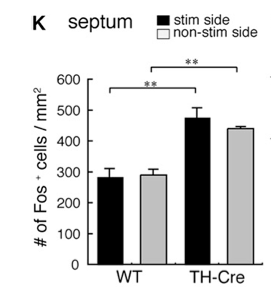 K septum
stim side
non-stim side
**
**
# of Fos⁺ cells / mm²
600
500
400
300
200
100
0
WT TH-Cre